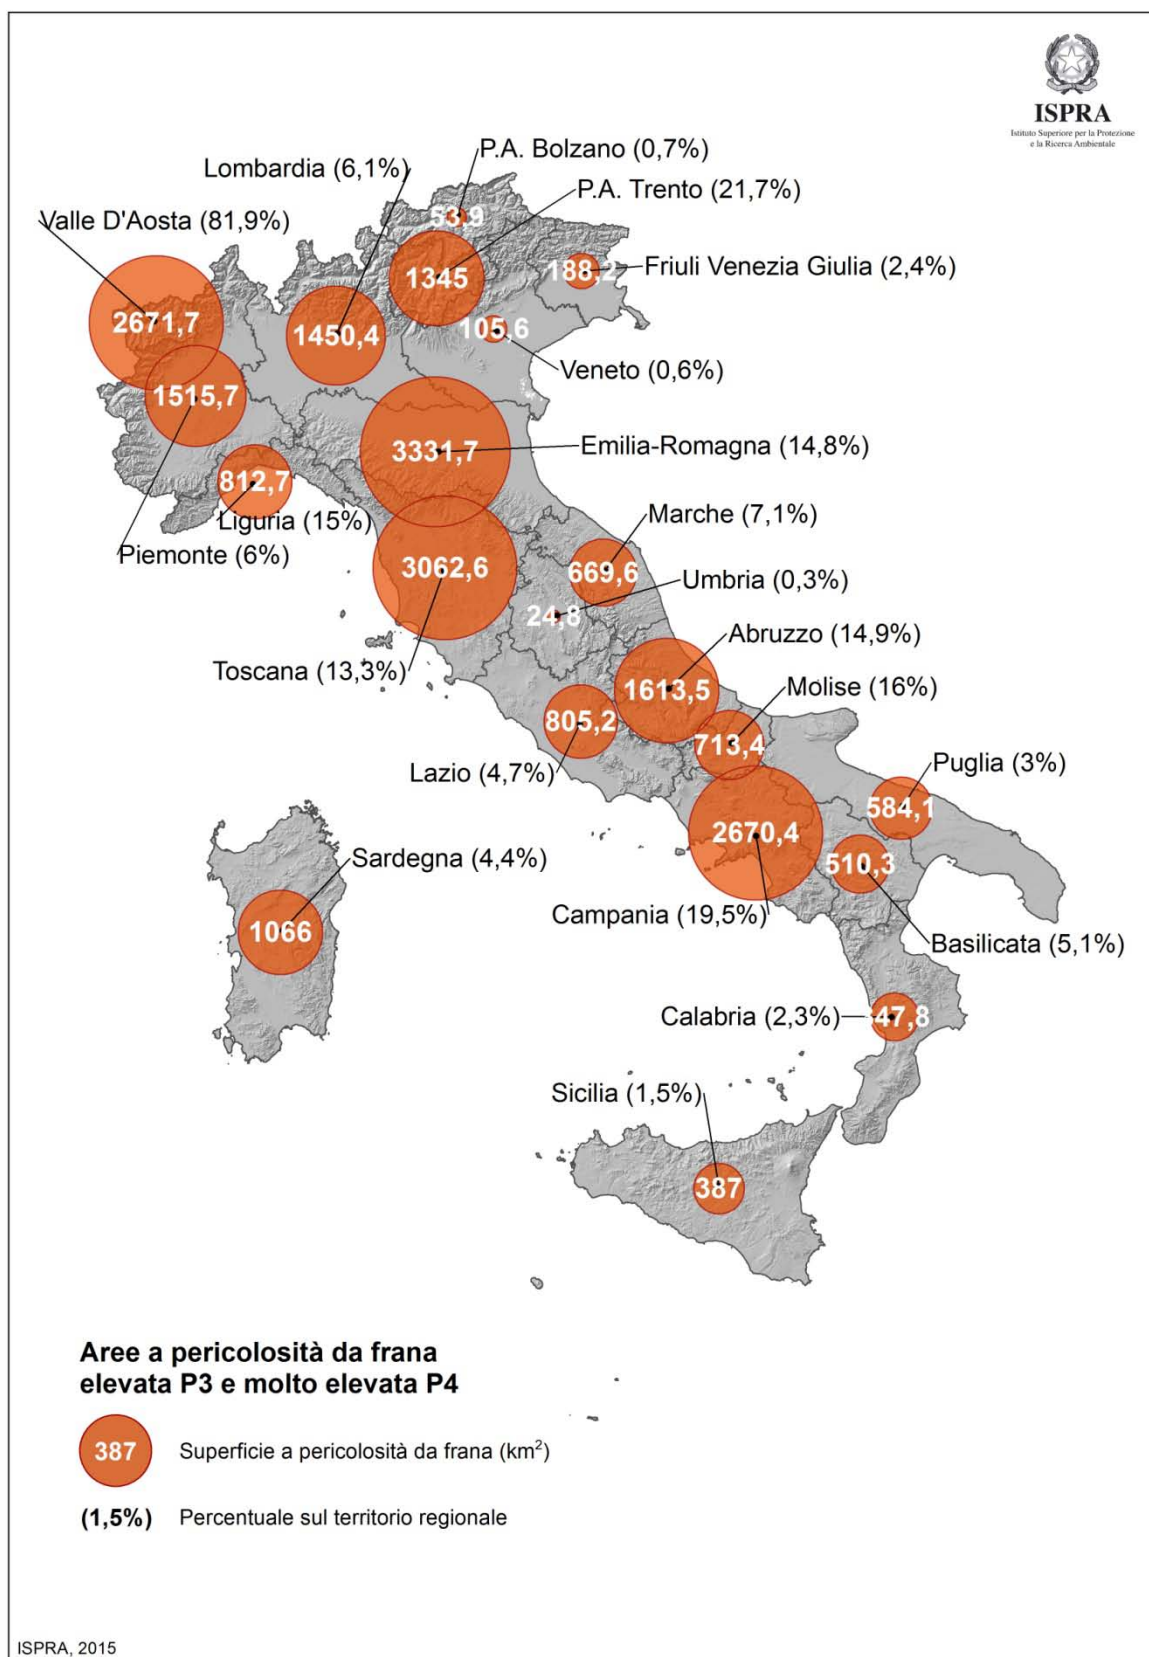 ISPRA
Istituto Superiore per la Protezione
e la Ricerca Ambientale
P.A. Bolzano (0,7%)
Lombardia (6,1%)
P.A. Trento (21,7%)
Valle D'Aosta (81,9%)
53,9
Friuli Venezia Giulia (2,4%)
188,2
1345
2671,7
1450,4
105,6
Veneto (0,6%)
1515,7
3331,7
Emilia-Romagna (14,8%)
812,7
Liguria (15%)
Marche (7,1%)
Piemonte (6%)
3062,6
669,6
Umbria (0,3%)
24,8
Abruzzo (14,9%)
Toscana (13,3%)
1613,5
Molise (16%)
805,2
713,4
Lazio (4,7%)
Puglia (3%)
584,1
2670,4
Sardegna (4,4%)
510,3
Campania (19,5%)
1066
Basilicata (5,1%)
Calabria (2,3%)
47,8
Sicilia (1,5%)
387
Aree a pericolosità da frana
elevata P3 e molto elevata P4
387 Superficie a pericolosità da frana (km²)
(1,5%) Percentuale sul territorio regionale
ISPRA, 2015